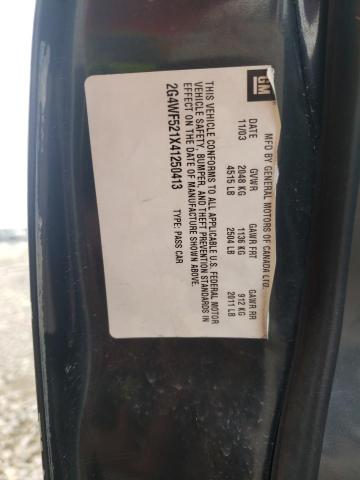 GM
MFD BY GENERAL MOTORS OF CANADA LTD.
DATE GVWR GAWR FRT GAWR RR
11/03 2048 KG 1136 KG 912 KG
4515 LB 2504 LB 2011 LB
THIS VEHICLE CONFORMS TO ALL APPLICABLE U.S. FEDERAL MOTOR
VEHICLE SAFETY, BUMPER, AND THEFT PREVENTION STANDARDS IN
EFFECT ON THE DATE OF MANUFACTURE SHOWN ABOVE.
2G4WF521X41250413 TYPE: PASS CAR